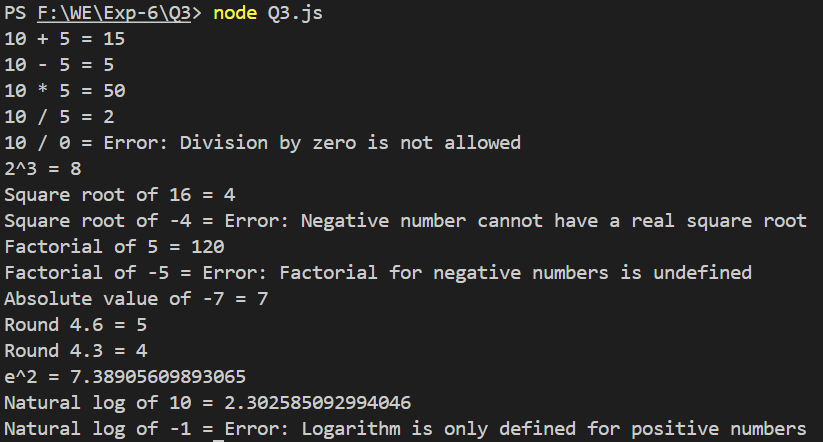 PS F:\WE\Exp-6\Q3> node Q3.js
10 + 5 = 15
10 - 5 = 5
10 * 5 = 50
10 / 5 = 2
10 / 0 = Error: Division by zero is not allowed
2^3 = 8
Square root of 16 = 4
Square root of -4 = Error: Negative number cannot have a real square root
Factorial of 5 = 120
Factorial of -5 = Error: Factorial for negative numbers is undefined
Absolute value of -7 = 7
Round 4.6 = 5
Round 4.3 = 4
e^2 = 7.38905609893065
Natural log of 10 = 2.302585092994046
Natural log of -1 = Error: Logarithm is only defined for positive numbers